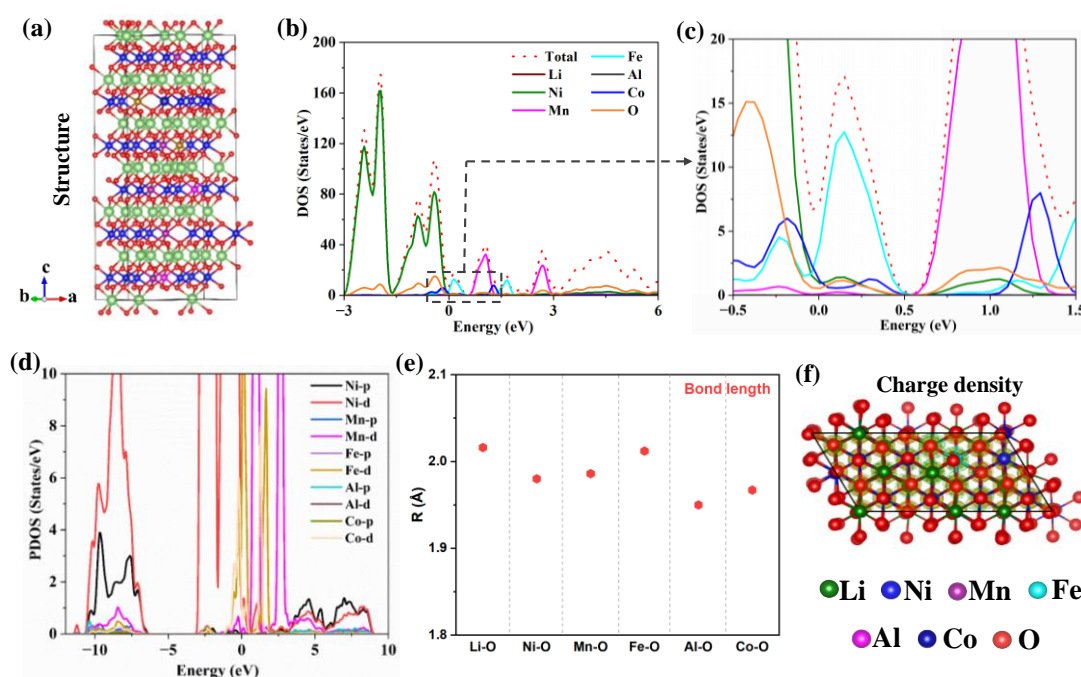 (a)
Structure
c
b
a
(b)
DOS (States/eV)
200
160
120
80
40
0
Total
Li
Ni
Mn
Fe
Al
Co
O
−3
0
3
6
Energy (eV)
(c)
DOS (States/eV)
20
15
10
5
0
-0.5
0.0
0.5
1.0
1.5
Energy (eV)
(d)
PDOS (States/eV)
10
8
6
4
2
0
Ni-p
Ni-d
Mn-p
Mn-d
Fe-p
Fe-d
Al-p
Al-d
Co-p
Co-d
−10
−5
0
5
10
Energy (eV)
(e)
Bond length
R (Å)
2.1
2.0
1.9
1.8
Li-O
Ni-O
Mn-O
Fe-O
Al-O
Co-O
(f)
Charge density
Li
Ni
Mn
Fe
Al
Co
O